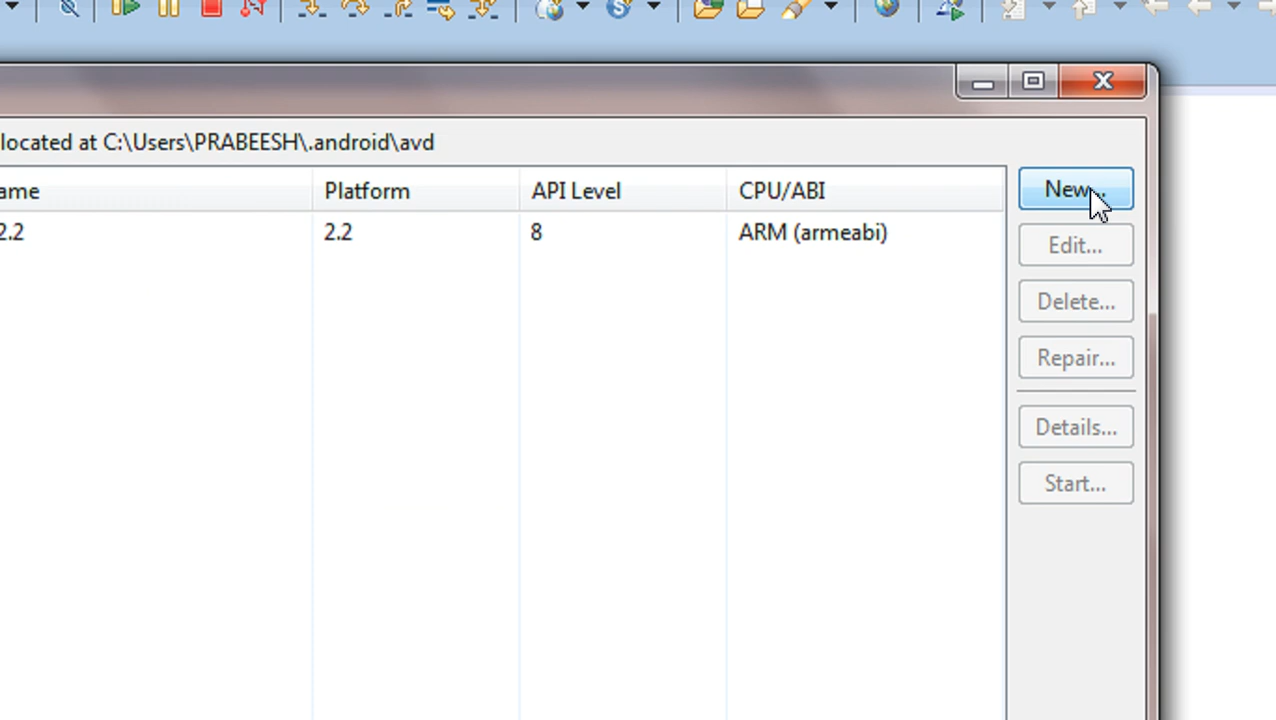 located at C:\Users\PRABEESH\.android\avd
ame Platform API Level CPU/ABI
2.2 2.2 8 ARM (armeabi)
New...
Edit...
Delete...
Repair...
Details...
Start...